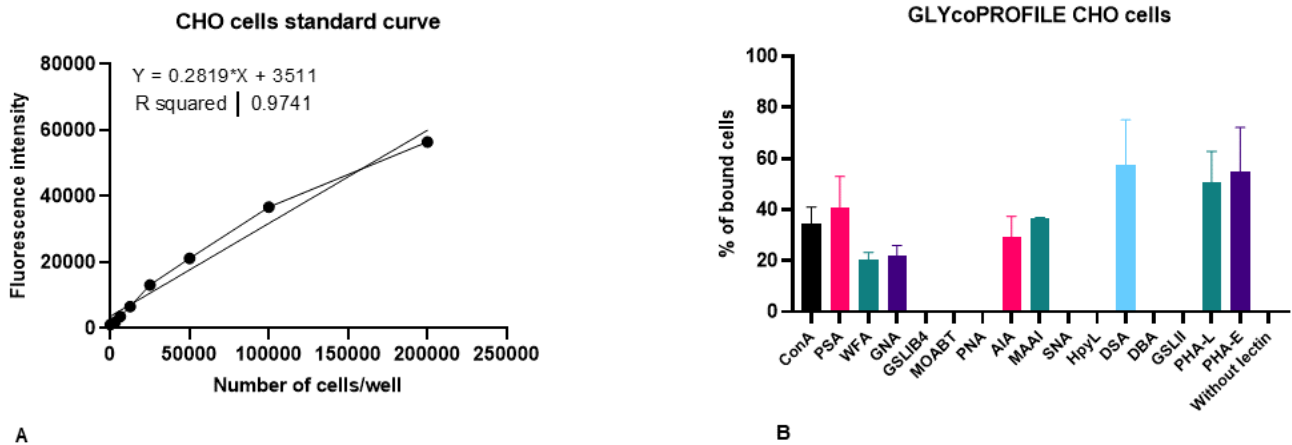 CHO cells standard curve
Y = 0.2819*X + 3511
R squared | 0.9741
Fluorescence intensity
80000
60000
40000
20000
0
0 50000 100000 150000 200000 250000
Number of cells/well
A
GLYcoPROFILE CHO cells
% of bound cells
100
80
60
40
20
0
ConA
PSA
WFA
GNA
GSLIB4
MOABT
PNA
AIA
MAAI
SNA
HpyL
DSA
DBA
GSLII
PHA-L
PHA-E
Without lectin
B